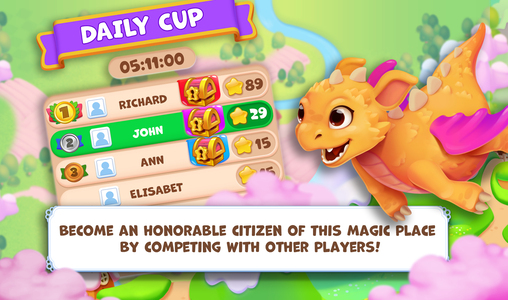 DAILY CUP
05:11:00
1 RICHARD 89
2 JOHN 29
3 ANN 15
ELISABET 15
BECOME AN HONORABLE CITIZEN OF THIS MAGIC PLACE
BY COMPETING WITH OTHER PLAYERS!